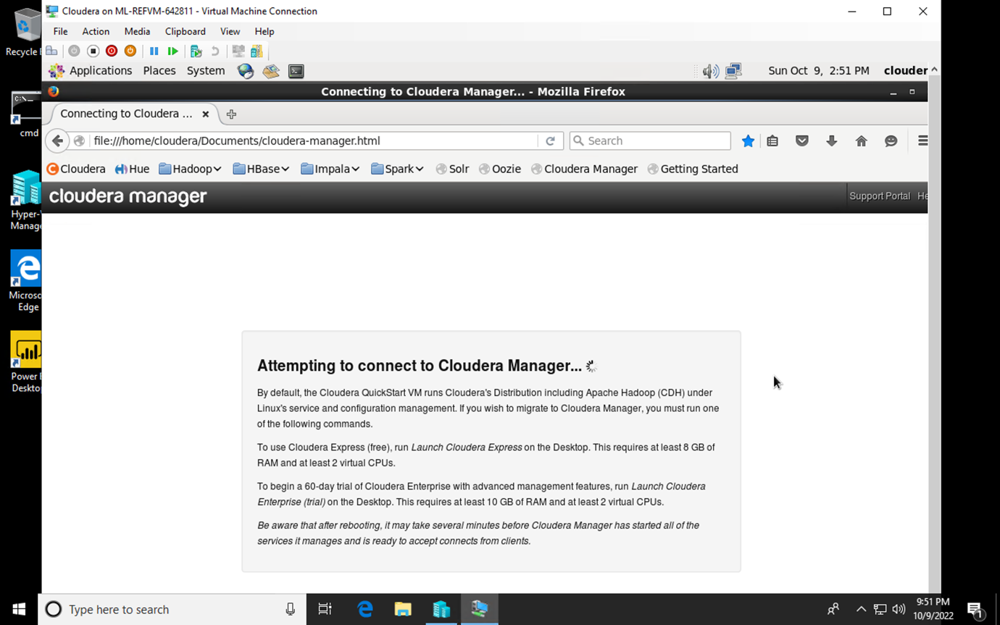 Cloudera on ML-REFVM-642811 - Virtual Machine Connection
File Action Media Clipboard View Help
Applications Places System
Sun Oct 9, 2:51 PM clouder
Connecting to Cloudera Manager... - Mozilla Firefox
Connecting to Cloudera ...
file:///home/cloudera/Documents/cloudera-manager.html
Search
Cloudera Hue Hadoop HBase Impala Spark Solr Oozie Cloudera Manager Getting Started
cloudera manager
Support Portal He
Attempting to connect to Cloudera Manager...
By default, the Cloudera QuickStart VM runs Cloudera's Distribution including Apache Hadoop (CDH) under
Linux's service and configuration management. If you wish to migrate to Cloudera Manager, you must run one
of the following commands.
To use Cloudera Express (free), run Launch Cloudera Express on the Desktop. This requires at least 8 GB of
RAM and at least 2 virtual CPUs.
To begin a 60-day trial of Cloudera Enterprise with advanced management features, run Launch Cloudera
Enterprise (trial) on the Desktop. This requires at least 10 GB of RAM and at least 2 virtual CPUs.
Be aware that after rebooting, it may take several minutes before Cloudera Manager has started all of the
services it manages and is ready to accept connects from clients.
Recycle
C:\
cmd
Hyper-
Manage
Microso
Edge
Power
Deskto
Type here to search
9:51 PM
10/9/2022
1